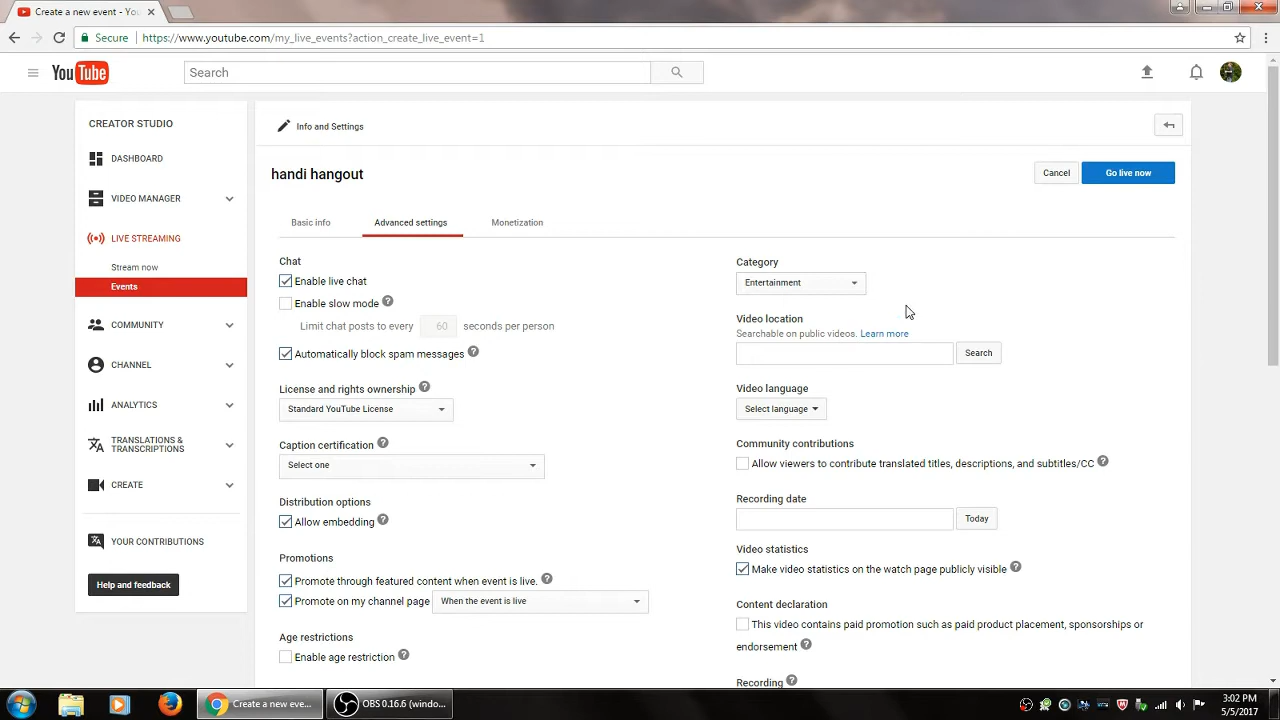 Create a new event - YouT
Secure https://www.youtube.com/my_live_events?action_create_live_event=1
YouTube
Search
CREATOR STUDIO
DASHBOARD
VIDEO MANAGER
LIVE STREAMING
Stream now
Events
COMMUNITY
CHANNEL
ANALYTICS
TRANSLATIONS &
TRANSCRIPTIONS
CREATE
YOUR CONTRIBUTIONS
Help and feedback
Info and Settings
handi hangout
Cancel
Go live now
Basic info
Advanced settings
Monetization
Chat
Enable live chat
Enable slow mode ?
Limit chat posts to every 60 seconds per person
Automatically block spam messages ?
License and rights ownership ?
Standard YouTube License
Caption certification ?
Select one
Distribution options
Allow embedding ?
Promotions
Promote through featured content when event is live. ?
Promote on my channel page When the event is live
Age restrictions
Enable age restriction ?
Category
Entertainment
Video location
Searchable on public videos. Learn more
Search
Video language
Select language
Community contributions
Allow viewers to contribute translated titles, descriptions, and subtitles/CC ?
Recording date
Today
Video statistics
Make video statistics on the watch page publicly visible ?
Content declaration
This video contains paid promotion such as paid product placement, sponsorships or
endorsement ?
Recording ?
Create a new eve...
OBS 0.16.6 (windo...
3:02 PM
5/5/2017